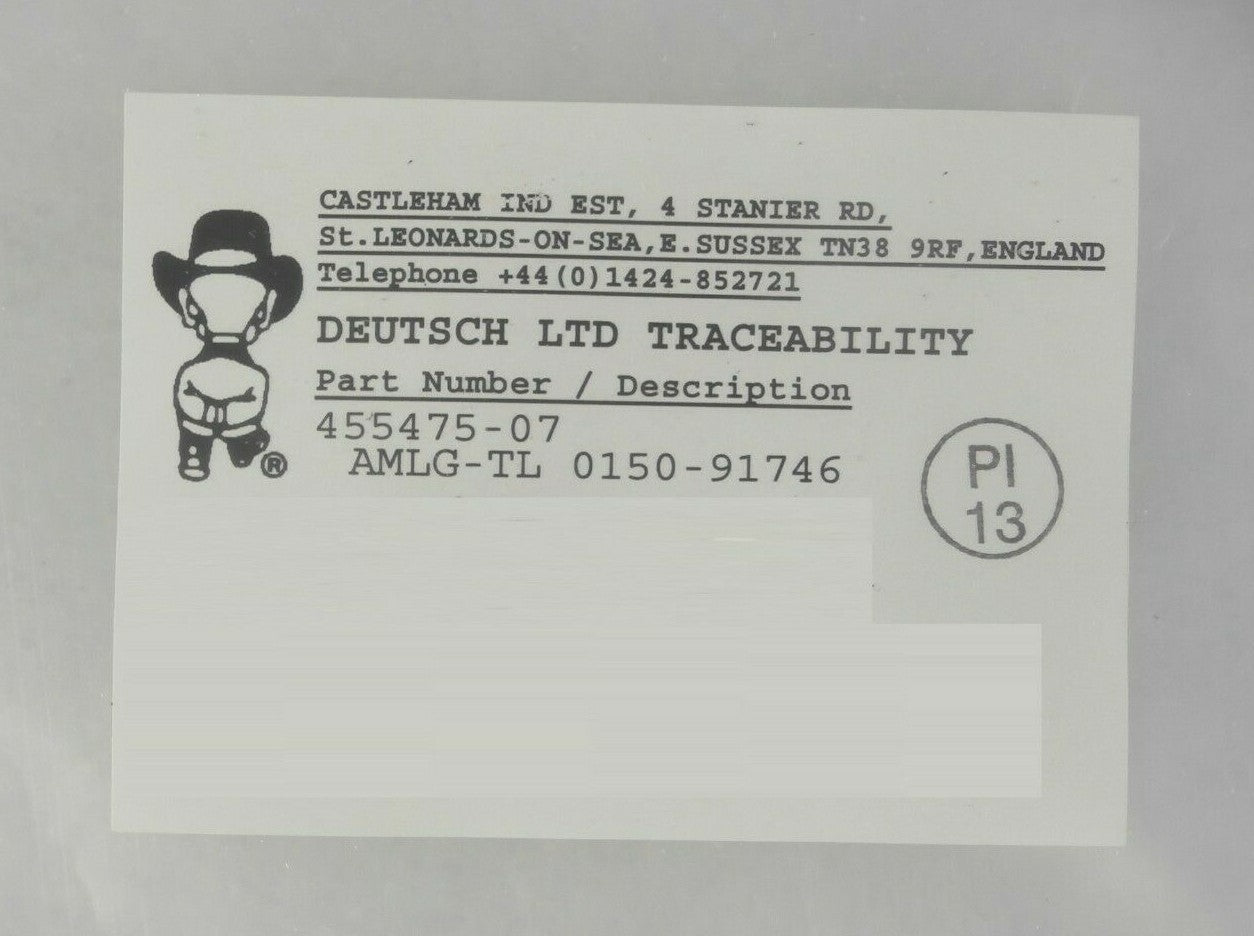 CASTLEHAM IND EST, 4 STANIER RD,
St.LEONARDS-ON-SEA,E.SUSSEX TN38 9RF,ENGLAND
Telephone +44(0)1424-852721
DEUTSCH LTD TRACEABILITY
Part Number / Description
455475-07
AMLG-TL 0150-91746
®
PI
13